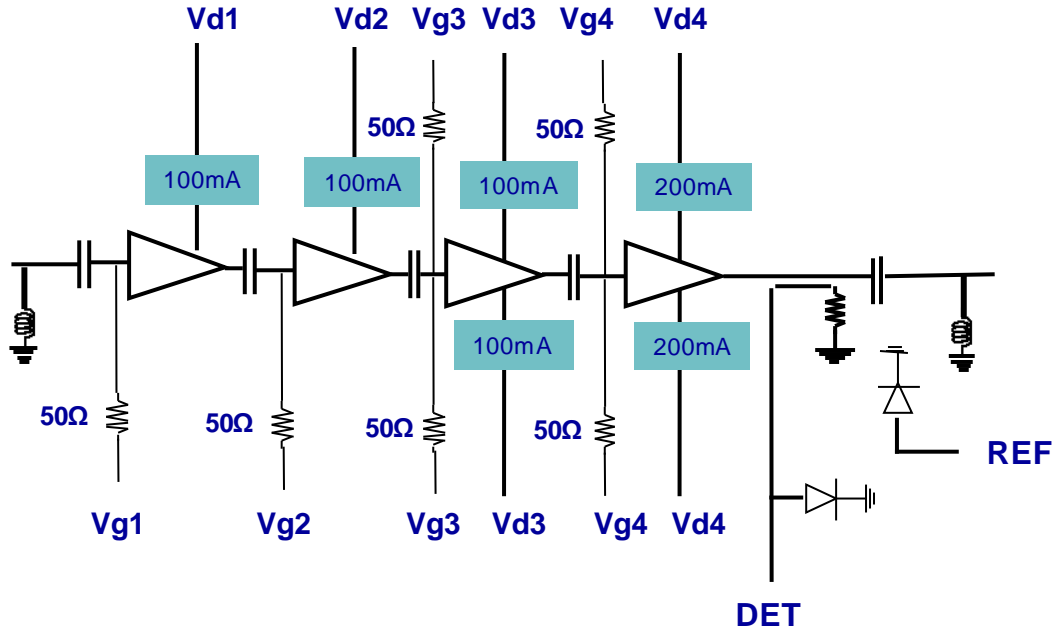 Vd1 Vd2 Vg3 Vd3 Vg4 Vd4
50Ω 50Ω
100mA 100mA 100mA 200mA
100mA 200mA
50Ω 50Ω 50Ω 50Ω
REF
Vg1 Vg2 Vg3 Vd3 Vg4 Vd4
DET